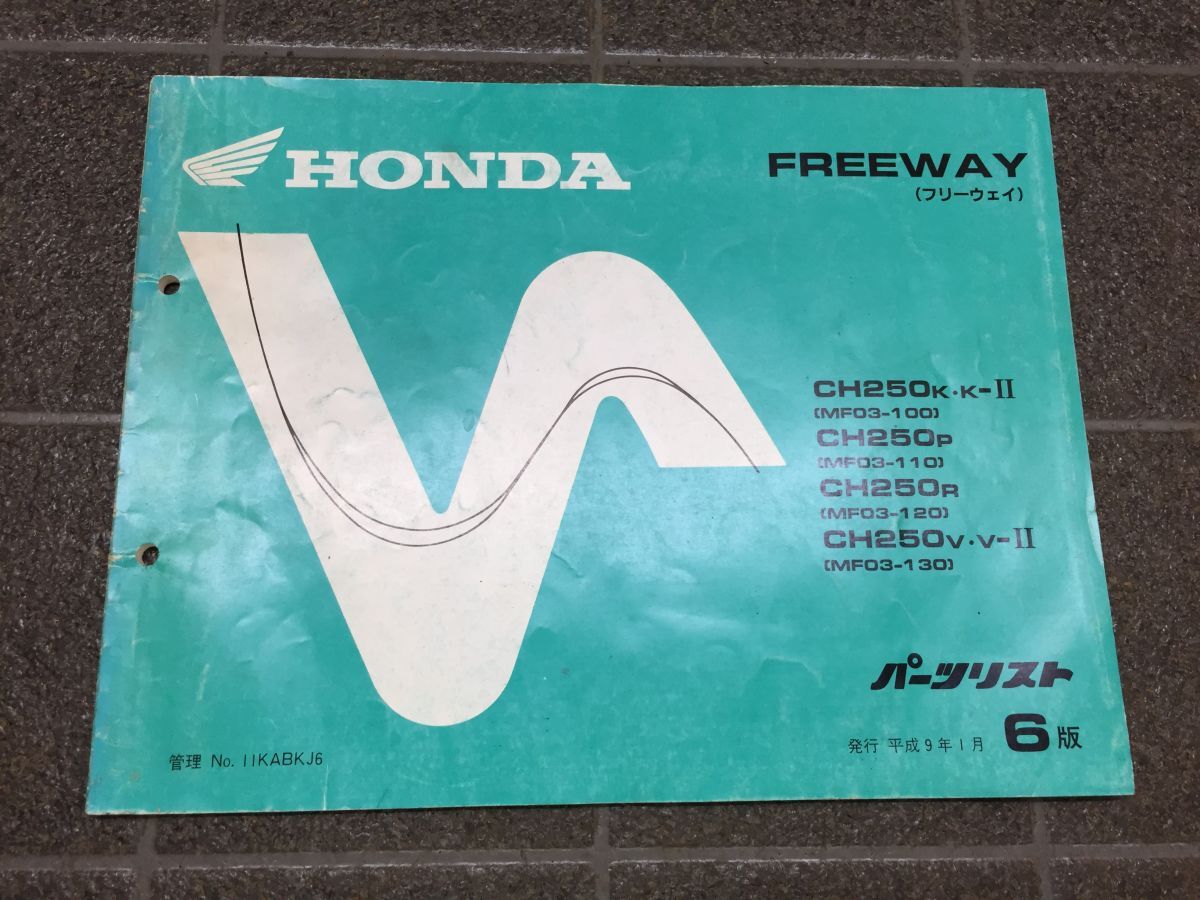 HONDA
FREEWAY
(フリーウェイ)
CH250K・K-II
(MF03-100)
CH250P
(MF03-110)
CH250R
(MF03-120)
CH250V・V-II
(MF03-130)
パーツリスト
発行 平成9年1月 6版
管理 No. 11KABKJ6